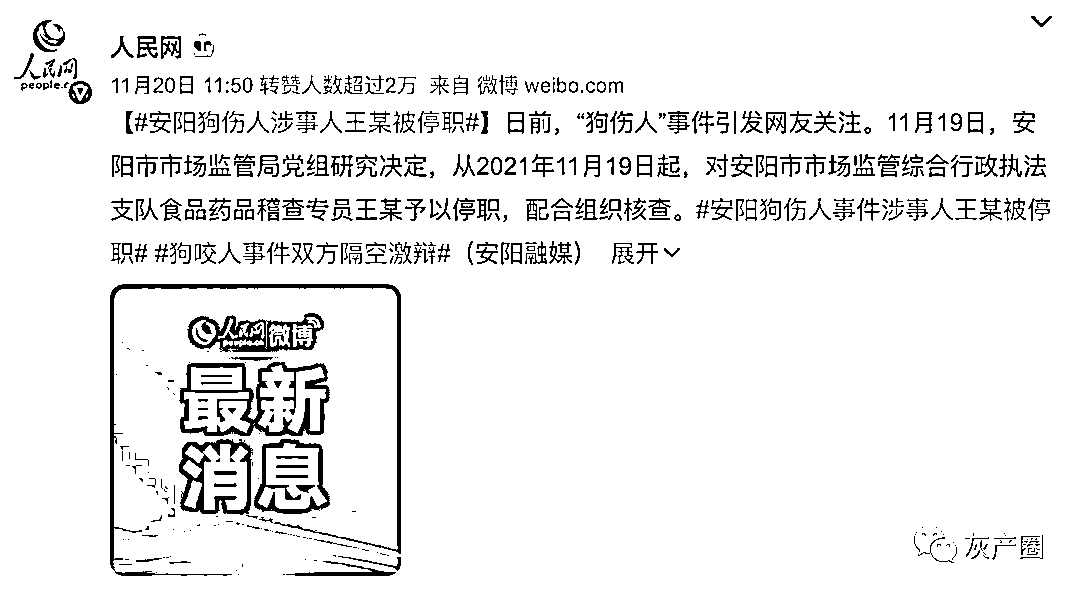 人民网
people.c
人民网
11月20日 11:50 转赞人数超过2万 来自 微博 weibo.com
【#安阳狗伤人涉事人王某被停职#】日前，“狗伤人”事件引发网友关注。11月19日，安
阳市市场监管局党组研究决定，从2021年11月19日起，对安阳市市场监管综合行政执法
支队食品药品稽查专员王某予以停职，配合组织核查。#安阳狗伤人事件涉事人王某被停
职# #狗咬人事件双方隔空激辩#（安阳融媒） 展开
人民网 微博
people.cn
最新
消息
灰产圈